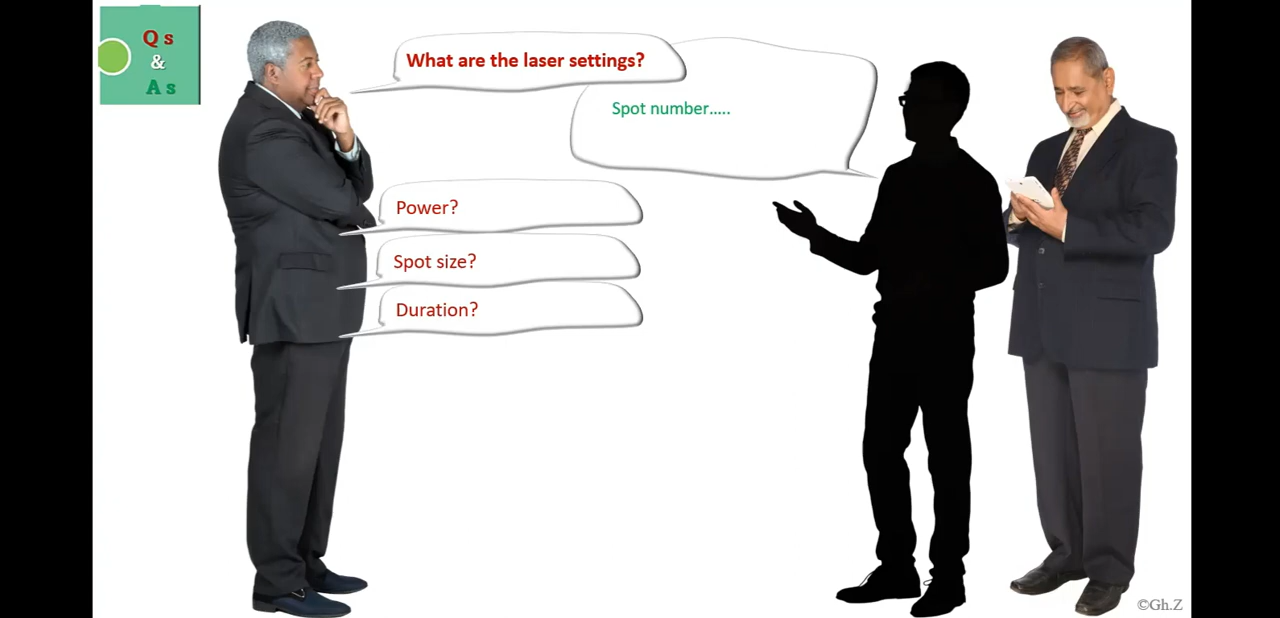 Q s
&
A s
What are the laser settings?
Spot number.....
Power?
Spot size?
Duration?
©Gh.Z